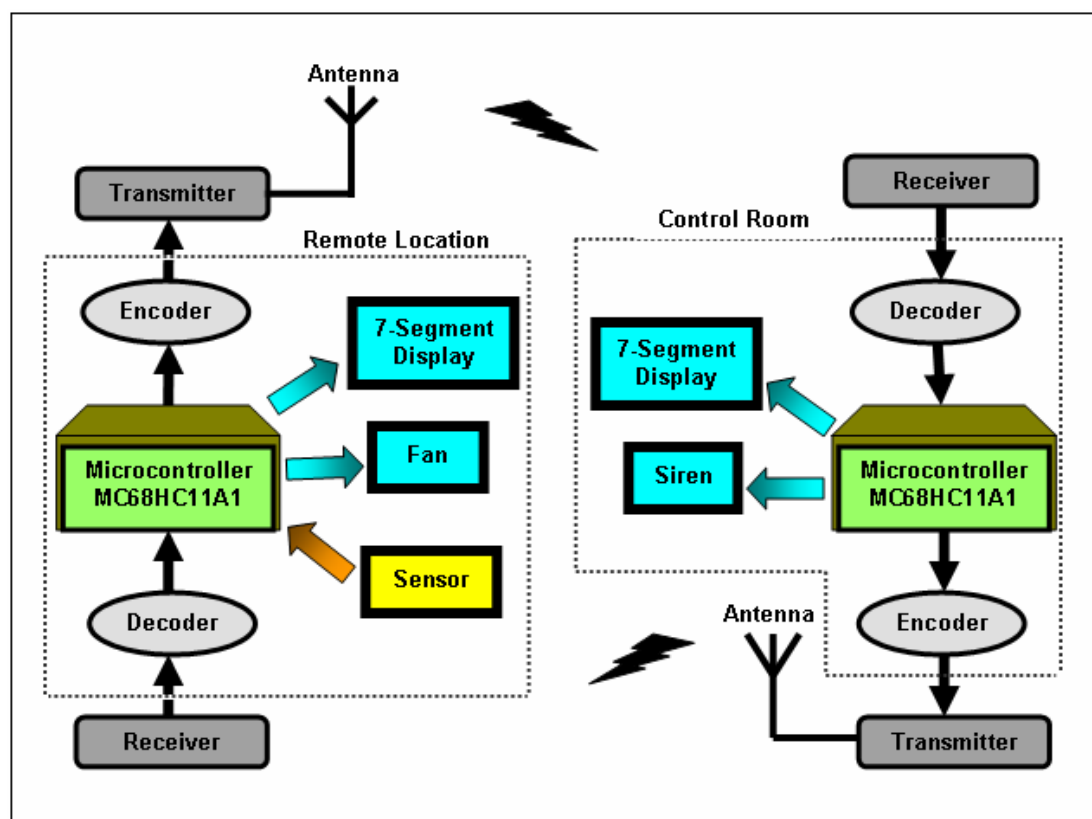 Antenna
Transmitter
Receiver
Remote Location
Control Room
Encoder
7-Segment
Display
Decoder
7-Segment
Display
Microcontroller
MC68HC11A1
Fan
Siren
Microcontroller
MC68HC11A1
Sensor
Decoder
Antenna
Encoder
Receiver
Transmitter